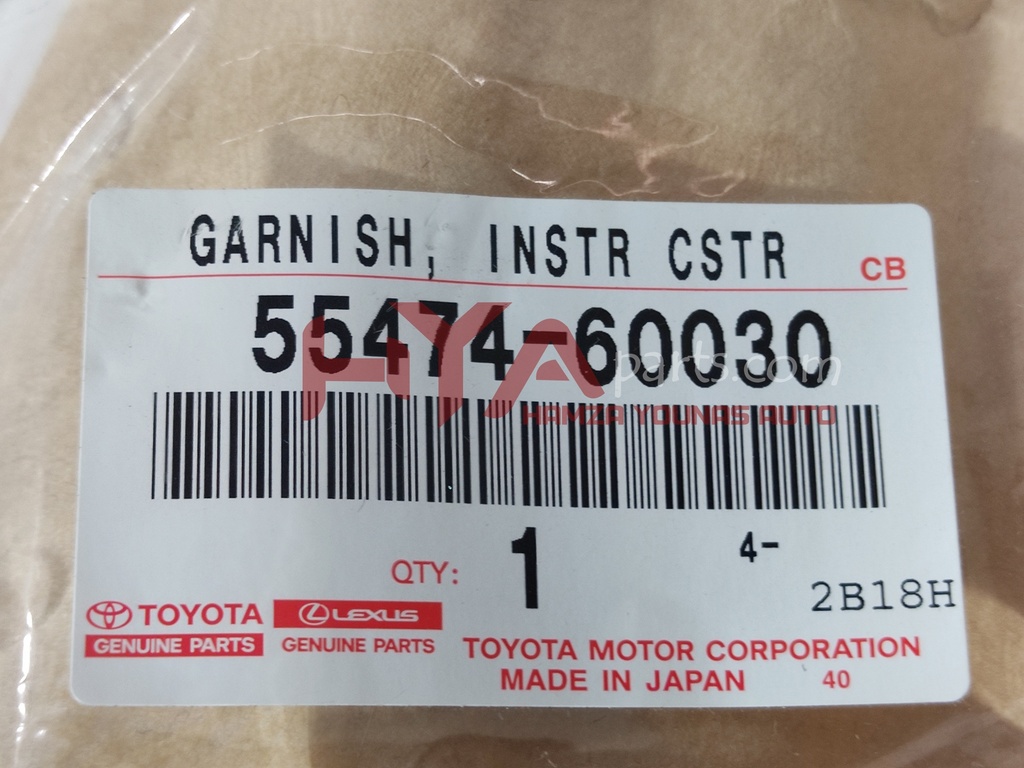 GARNISH, INSTR CSTR
CB
55474-60030
HYA parts.com
HAMZA YOUNAS AUTO
QTY: 1
4-
2B18H
TOYOTA
GENUINE PARTS
LEXUS
GENUINE PARTS
TOYOTA MOTOR CORPORATION
MADE IN JAPAN 40